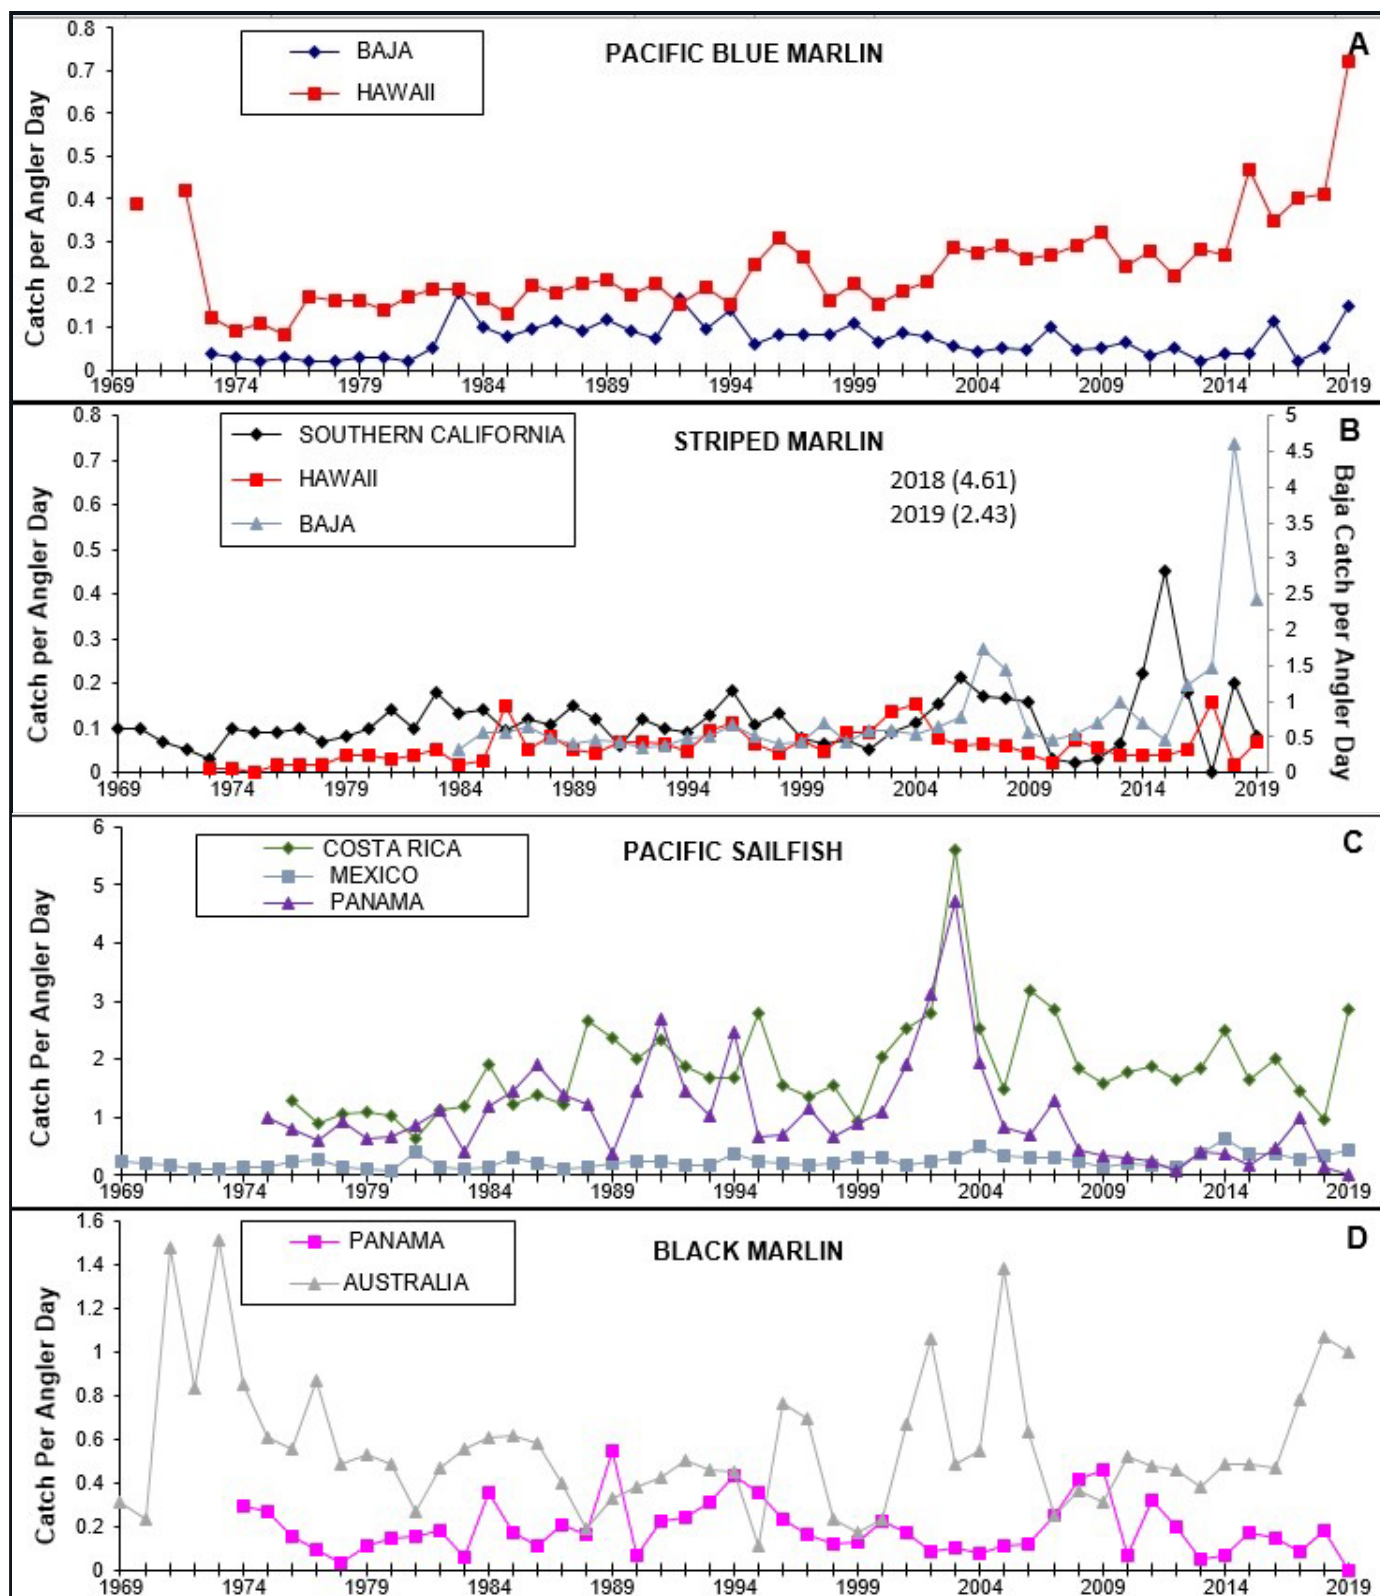 PACIFIC BLUE MARLIN
A
BAJA
HAWAII
Catch per Angler Day
0.8
0.7
0.6
0.5
0.4
0.3
0.2
0.1
0
1969 1974 1979 1984 1989 1994 1999 2004 2009 2014 2019
STRIPED MARLIN
B
SOUTHERN CALIFORNIA
HAWAII
BAJA
2018 (4.61)
2019 (2.43)
Catch per Angler Day
0.8
0.7
0.6
0.5
0.4
0.3
0.2
0.1
0
Baja Catch per Angler Day
5
4.5
4
3.5
3
2.5
2
1.5
1
0.5
0
1969 1974 1979 1984 1989 1994 1999 2004 2009 2014 2019
PACIFIC SAILFISH
C
COSTA RICA
MEXICO
PANAMA
Catch Per Angler Day
6
5
4
3
2
1
0
1969 1974 1979 1984 1989 1994 1999 2004 2009 2014 2019
BLACK MARLIN
D
PANAMA
AUSTRALIA
Catch Per Angler Day
1.6
1.4
1.2
1
0.8
0.6
0.4
0.2
0
1969 1974 1979 1984 1989 1994 1999 2004 2009 2014 2019